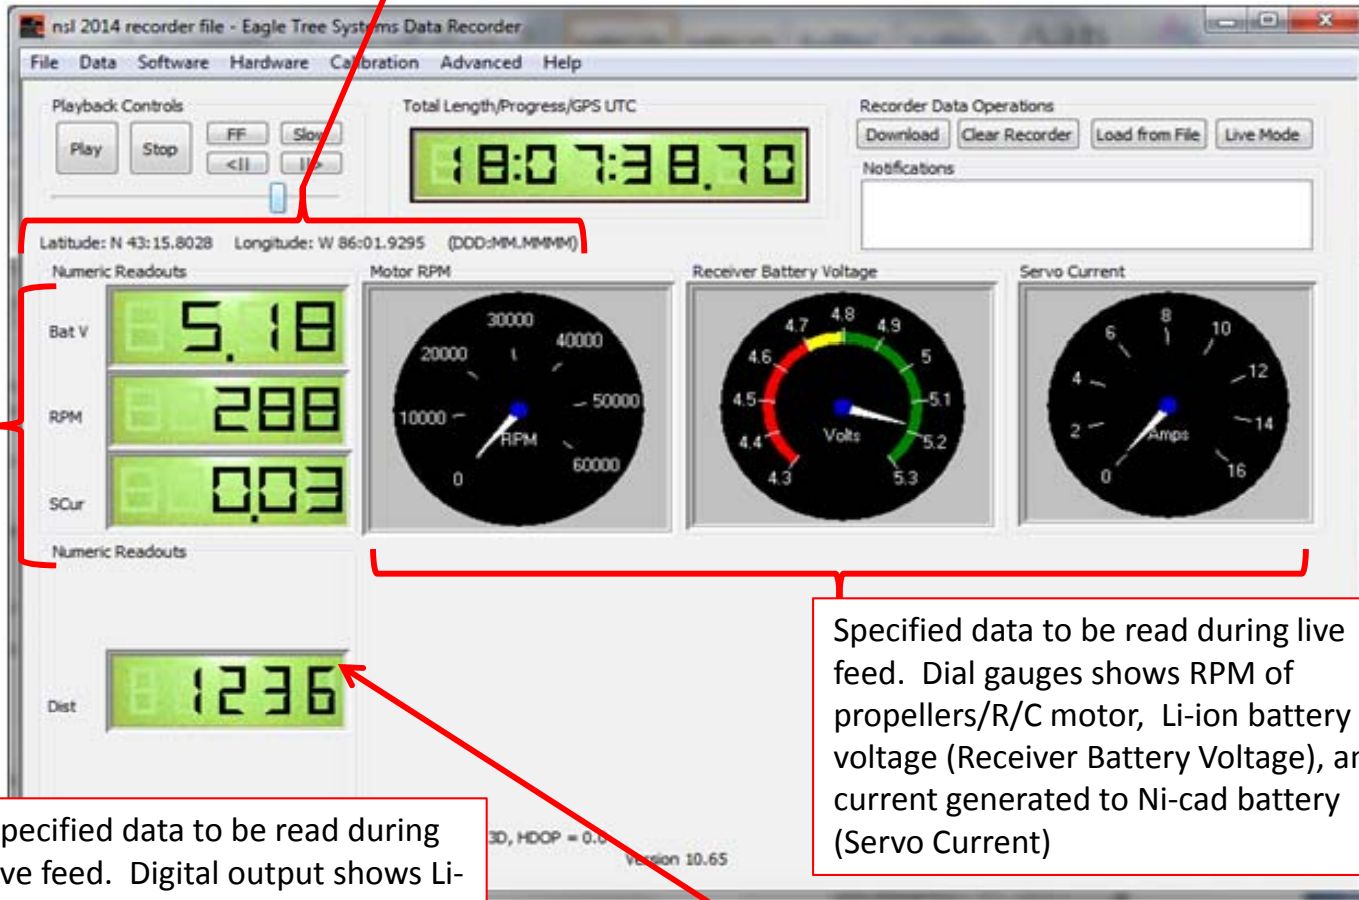 nsl 2014 recorder file - Eagle Tree Systems Data Recorder
File Data Software Hardware Calibration Advanced Help
Playback Controls
Play
Stop
FF
Slow
<||
||>
Total Length/Progress/GPS UTC
18:07:38.70
Recorder Data Operations
Download
Clear Recorder
Load from File
Live Mode
Notifications
Latitude: N 43:15.8028 Longitude: W 86:01.9295 (DDD:MM.MMMM)
Numeric Readouts
Bat V
5.18
RPM
288
SCur
0.03
Motor RPM
0
10000
20000
30000
40000
50000
60000
RPM
Receiver Battery Voltage
4.3
4.4
4.5
4.6
4.7
4.8
4.9
5
5.1
5.2
5.3
Volts
Servo Current
0
2
4
6
8
10
12
14
16
Amps
Numeric Readouts
Dist
1236
Specified data to be read during live
feed. Dial gauges shows RPM of
propellers/R/C motor, Li-ion battery
voltage (Receiver Battery Voltage), an
current generated to Ni-cad battery
(Servo Current)
pecified data to be read during
ve feed. Digital output shows Li-
3D, HDOP = 0.0
Version 10.65